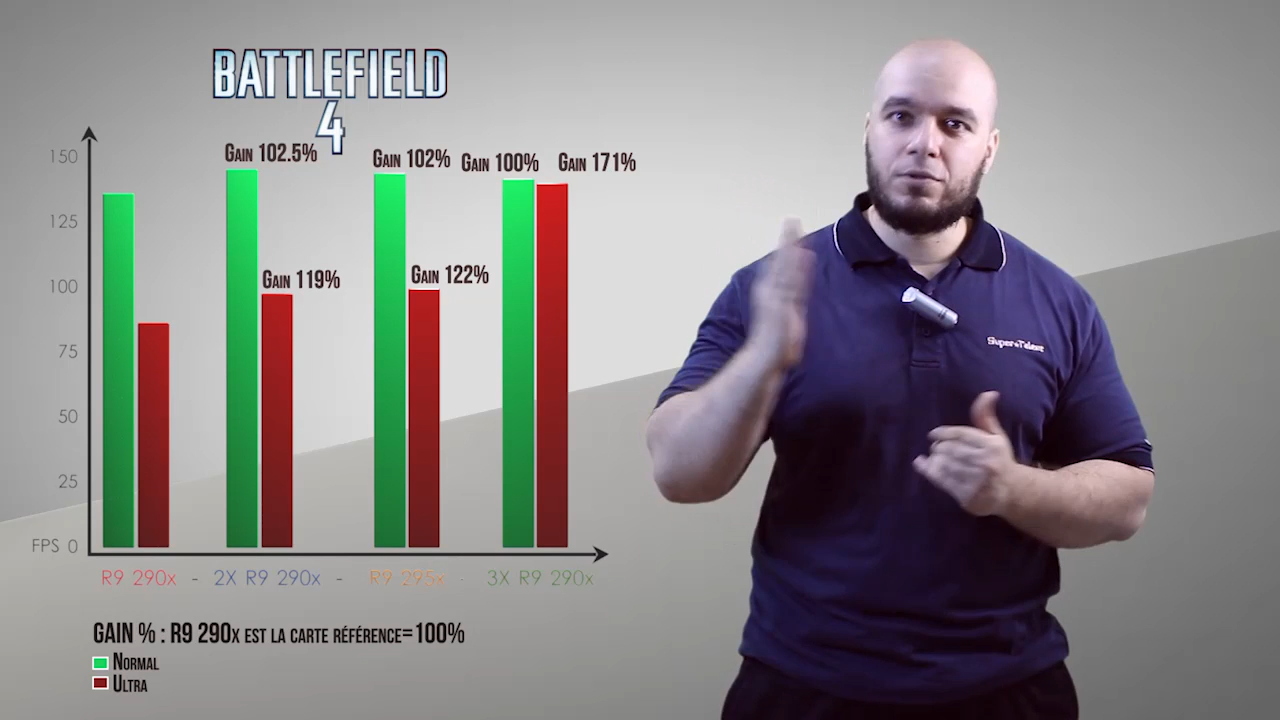 BATTLEFIELD
4
GAIN 102.5% GAIN 102% GAIN 100% GAIN 171%
150
125
GAIN 119% GAIN 122%
100
75
50
25
FPS 0
R9 290x - 2X R9 290x - R9 295x - 3X R9 290x
GAIN % : R9 290X EST LA CARTE RÉFÉRENCE=100%
NORMAL
ULTRA
Super*Talent